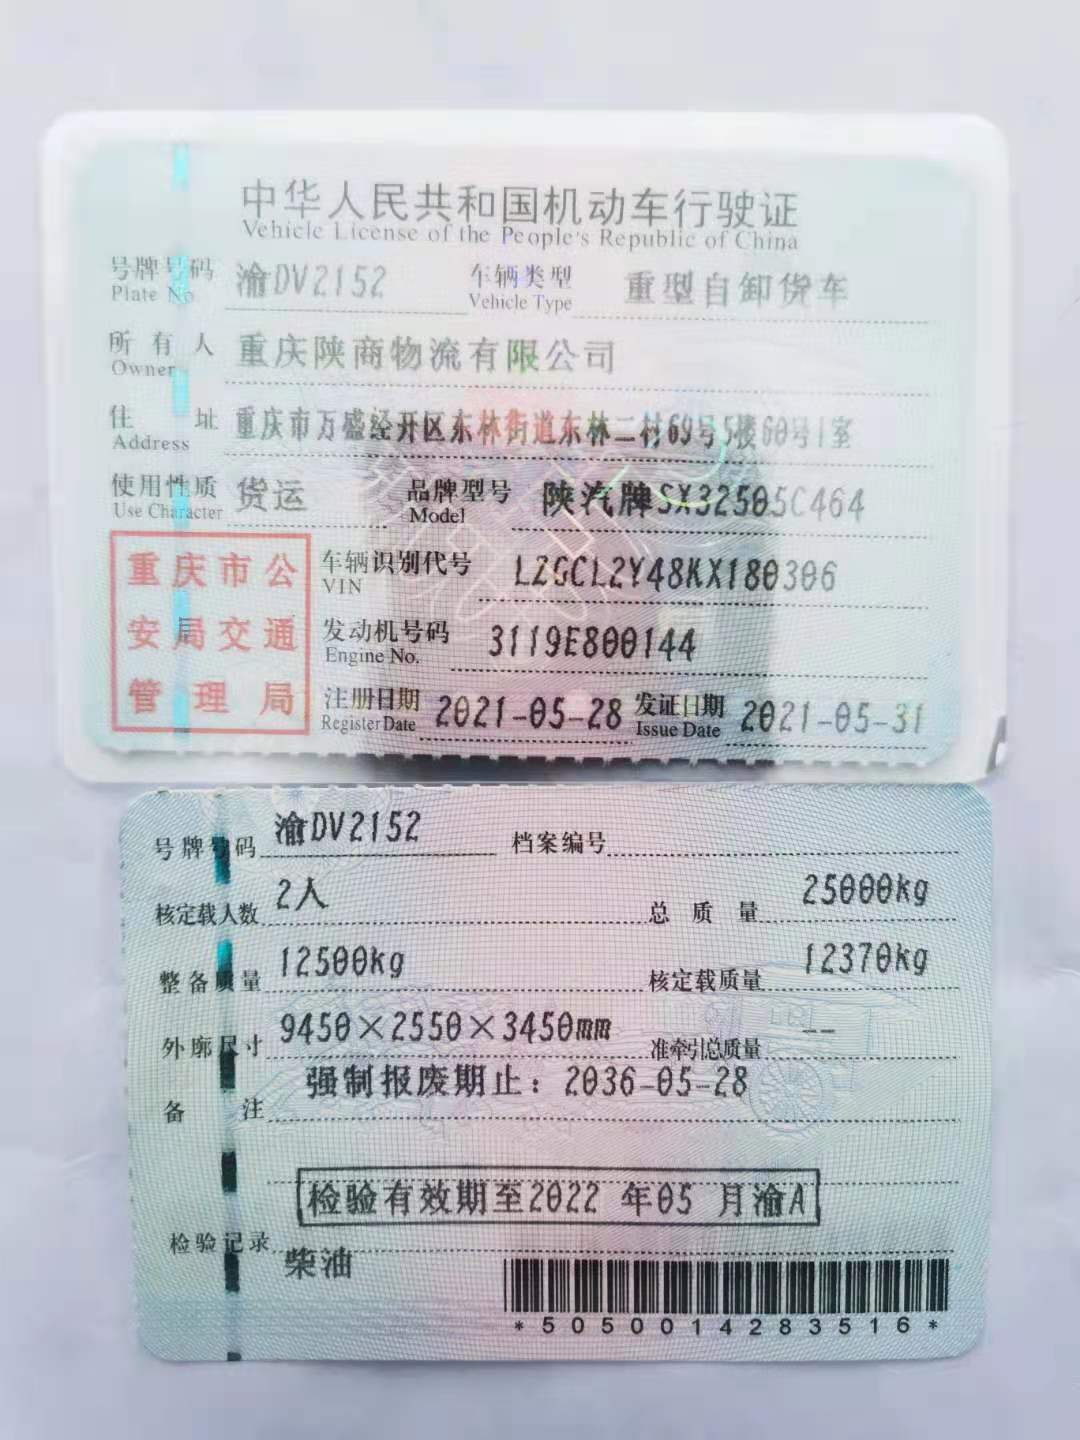 中华人民共和国机动车行驶证
Vehicle License of the People's Republic of China
号牌号码 渝DV2152 车辆类型 重型自卸货车
Plate No. Vehicle Type
所有人 重庆陕商物流有限公司
Owner
住址 重庆市万盛经开区东林街道东林二村69号5楼60号1室
Address
使用性质 货运 品牌型号 陕汽牌SX32505C464
Use Character Model
重庆市公
安局交通
管理局
车辆识别代号 LZGCL2Y48KX180306
VIN
发动机号码 3119E800144
Engine No.
注册日期 2021-05-28 发证日期 2021-05-31
Register Date Issue Date
号牌号码 渝DV2152 档案编号
核定载人数 2人 总质量 25000kg
整备质量 12500kg 核定载质量 12370kg
外廓尺寸 9450×2550×3450mm 准牵引总质量 --
备注 强制报废期止：2036-05-28
检验有效期至2022 年05 月渝A
检验记录
柴油
*5050014283516*